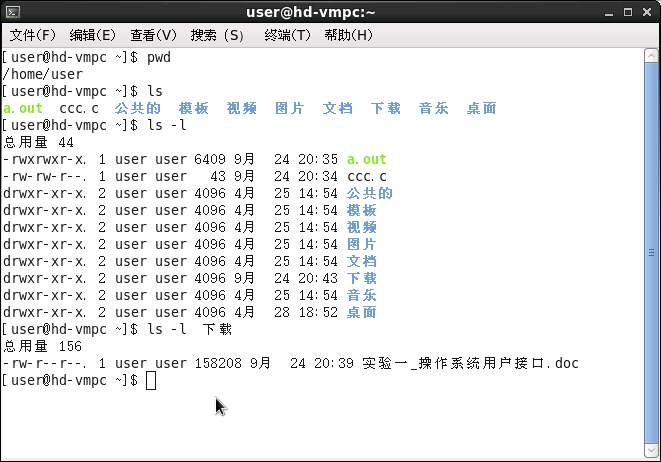 user@hd-vmpc:~
文件(F) 编辑(E) 查看(V) 搜索 (S) 终端(T) 帮助(H)
[user@hd-vmpc ~]$ pwd
/home/user
[user@hd-vmpc ~]$ ls
a.out ccc.c 公共的 模板 视频 图片 文档 下载 音乐 桌面
[user@hd-vmpc ~]$ ls -l
总用量 44
-rwxrwxr-x. 1 user user 6409 9月 24 20:35 a.out
-rw-rw-r--. 1 user user 43 9月 24 20:34 ccc.c
drwxr-xr-x. 2 user user 4096 4月 25 14:54 公共的
drwxr-xr-x. 2 user user 4096 4月 25 14:54 模板
drwxr-xr-x. 2 user user 4096 4月 25 14:54 视频
drwxr-xr-x. 2 user user 4096 4月 25 14:54 图片
drwxr-xr-x. 2 user user 4096 4月 25 14:54 文档
drwxr-xr-x. 2 user user 4096 9月 24 20:43 下载
drwxr-xr-x. 2 user user 4096 4月 25 14:54 音乐
drwxr-xr-x. 2 user user 4096 4月 28 18:52 桌面
[user@hd-vmpc ~]$ ls -l 下载
总用量 156
-rw-r--r--. 1 user user 158208 9月 24 20:39 实验一_操作系统用户接口.doc
[user@hd-vmpc ~]$